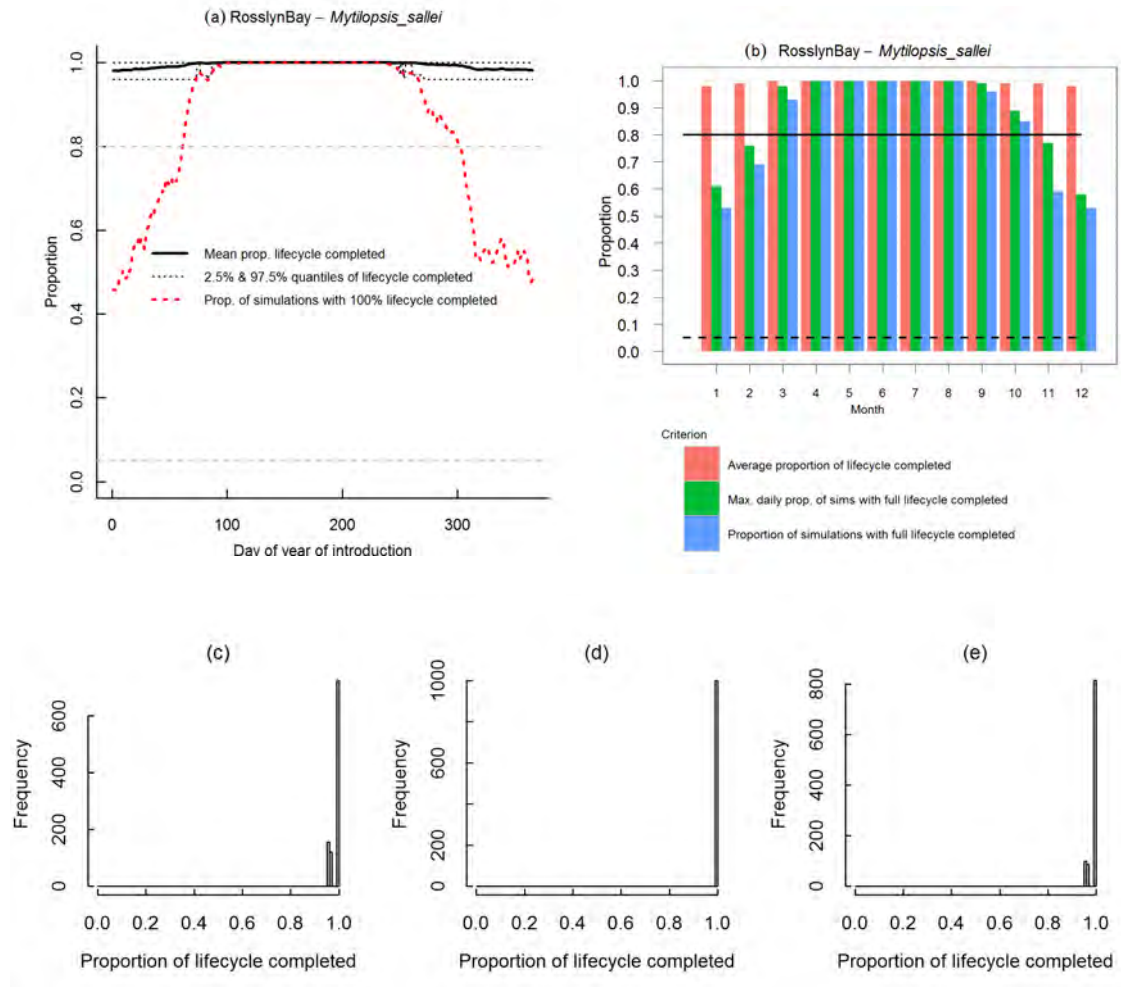 (a) RosslynBay – Mytilopsis_sallei
Proportion
1.0
0.8
0.6
0.4
0.2
0.0
Mean prop. lifecycle completed
2.5% & 97.5% quantiles of lifecycle completed
Prop. of simulations with 100% lifecycle completed
0 100 200 300
Day of year of introduction
(b) RosslynBay – Mytilopsis_sallei
Proportion
1.0
0.9
0.8
0.7
0.6
0.5
0.4
0.3
0.2
0.1
0.0
1 2 3 4 5 6 7 8 9 10 11 12
Month
Criterion
Average proportion of lifecycle completed
Max. daily prop. of sims with full lifecycle completed
Proportion of simulations with full lifecycle completed
(c)
Frequency
600
400
200
0
0.0 0.2 0.4 0.6 0.8 1.0
Proportion of lifecycle completed
(d)
Frequency
1000
600
200
0
0.0 0.2 0.4 0.6 0.8 1.0
Proportion of lifecycle completed
(e)
Frequency
800
600
400
200
0
0.0 0.2 0.4 0.6 0.8 1.0
Proportion of lifecycle completed